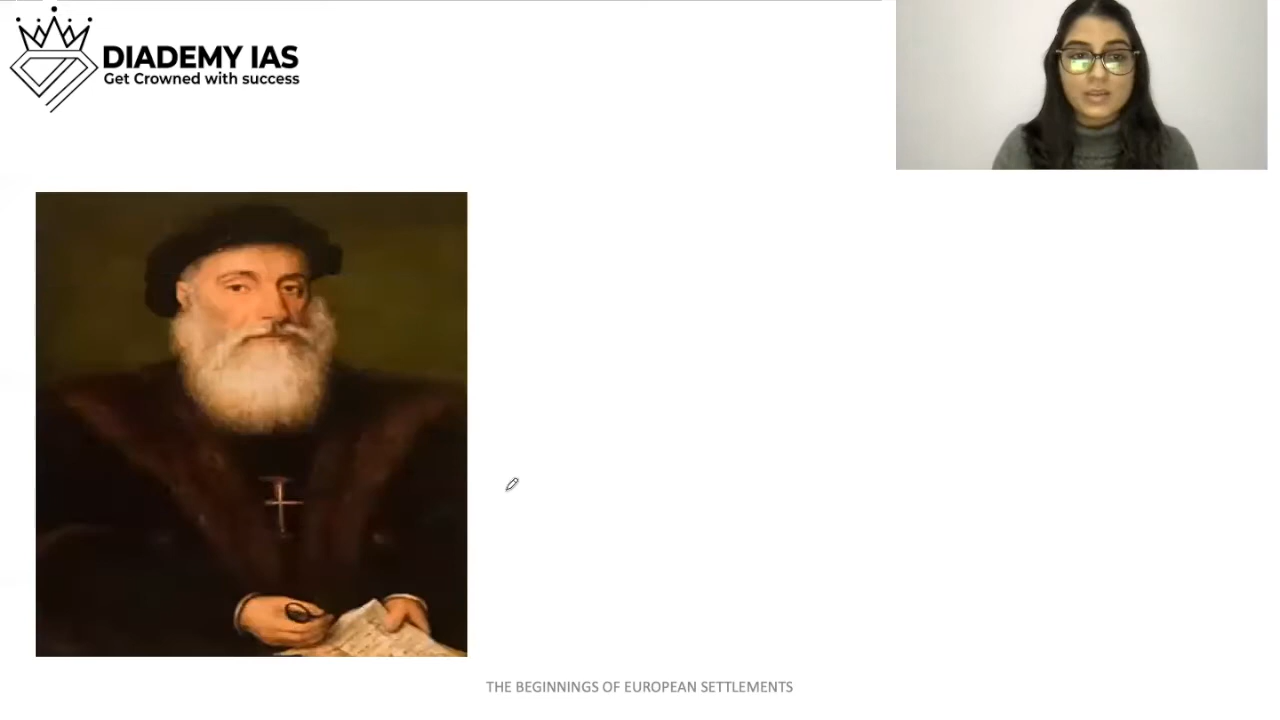 DIADEMY IAS
Get Crowned with success
THE BEGINNINGS OF EUROPEAN SETTLEMENTS